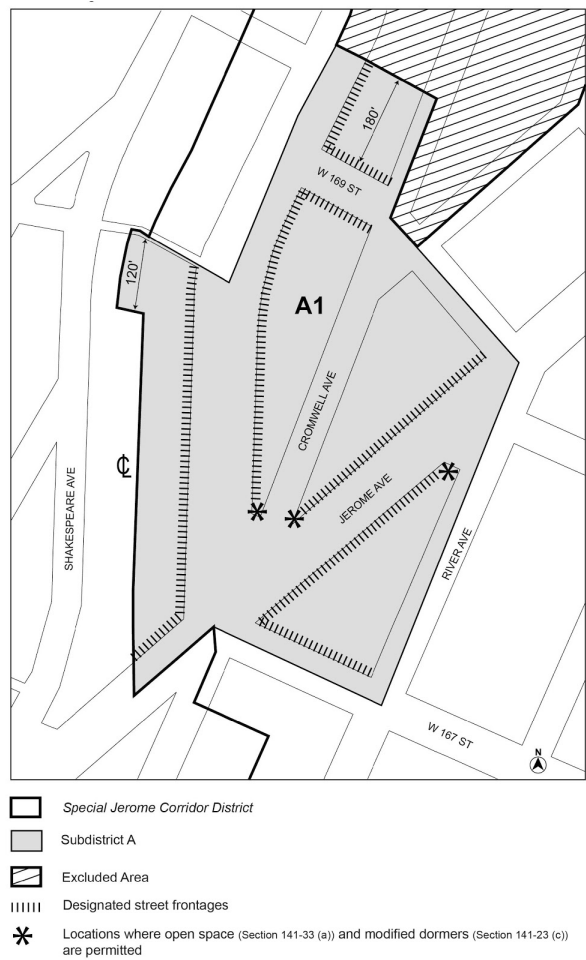 180'
W 169 ST
120'
A1
CROMWELL AVE
℄
JEROME AVE
SHAKESPEARE AVE
RIVER AVE
W 167 ST
N
Special Jerome Corridor District
Subdistrict A
Excluded Area
Designated street frontages
Locations where open space (Section 141-33 (a)) and modified dormers (Section 141-23 (c))
are permitted